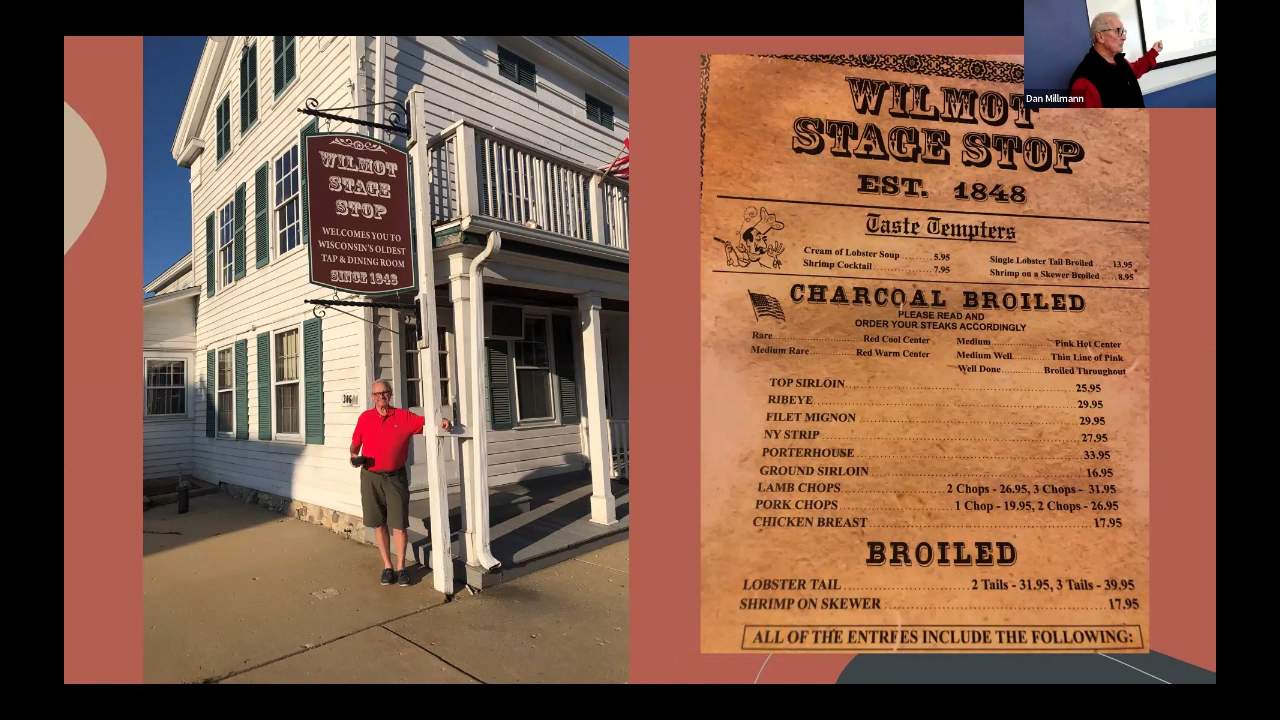 WILMOT
STAGE
STOP
WELCOMES YOU TO
WISCONSIN'S OLDEST
TAP & DINING ROOM
SINCE 1848
306
Dan Millmann
WILMOT
STAGE STOP
EST. 1848
Taste Tempters
Cream of Lobster Soup 5.95
Shrimp Cocktail 7.95
Single Lobster Tail Broiled 13.95
Shrimp on a Skewer Broiled 8.95
CHARCOAL BROILED
PLEASE READ AND
ORDER YOUR STEAKS ACCORDINGLY
Rare Red Cool Center
Medium Rare Red Warm Center
Medium Pink Hot Center
Medium Well Thin Line of Pink
Well Done Broiled Throughout
TOP SIRLOIN 25.95
RIBEYE 29.95
FILET MIGNON 29.95
NY STRIP 27.95
PORTERHOUSE 33.95
GROUND SIRLOIN 16.95
LAMB CHOPS 2 Chops - 26.95, 3 Chops - 31.95
PORK CHOPS 1 Chop - 19.95, 2 Chops - 26.95
CHICKEN BREAST 17.95
BROILED
LOBSTER TAIL 2 Tails - 31.95, 3 Tails - 39.95
SHRIMP ON SKEWER 17.95
ALL OF THE ENTREES INCLUDE THE FOLLOWING: